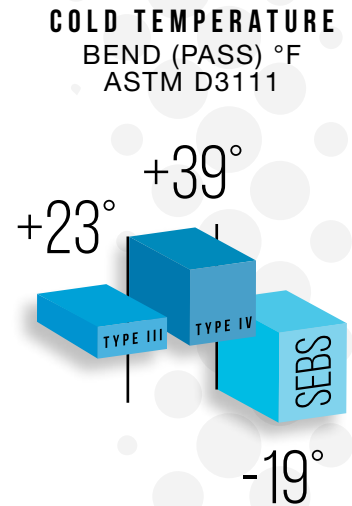 COLD TEMPERATURE
BEND (PASS) °F
ASTM D3111
+39°
+23°
TYPE III
TYPE IV
SEBS
-19°